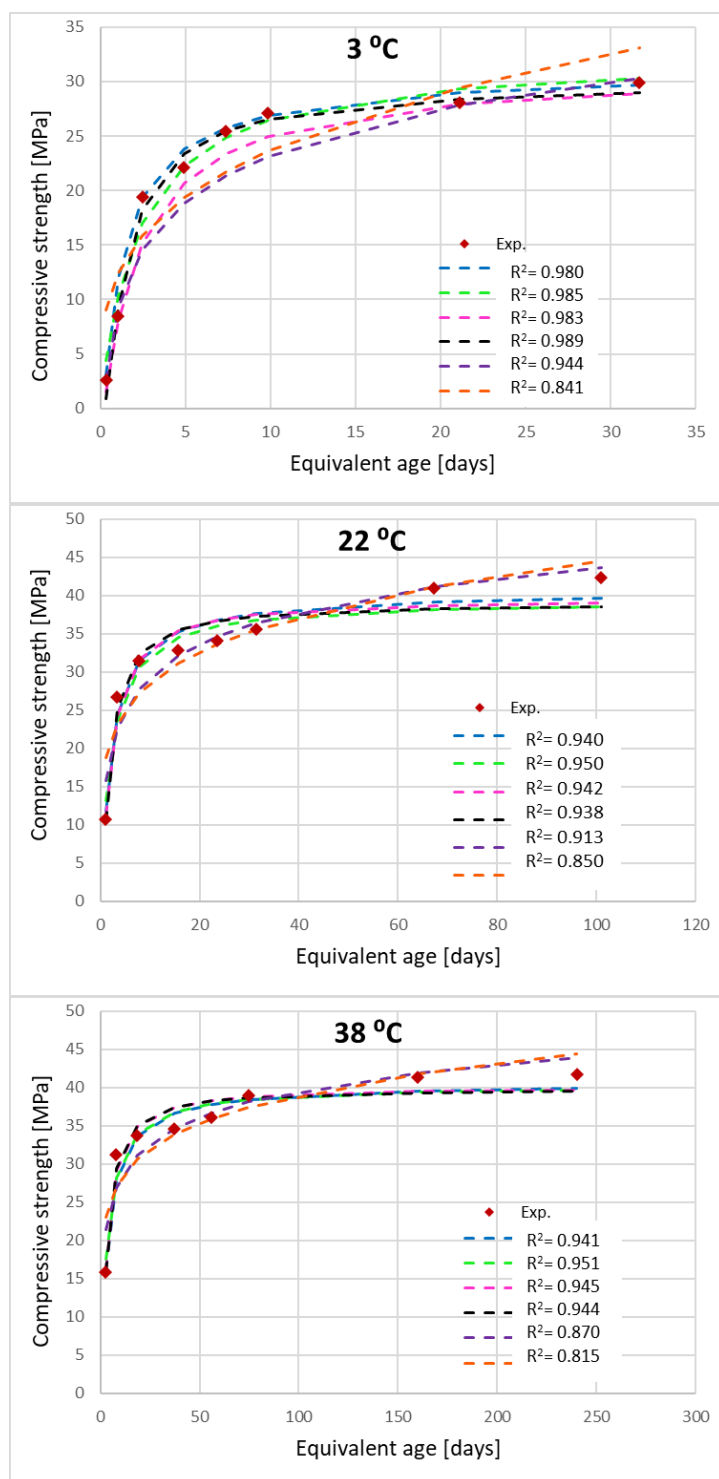 3 ⁰C
35
30
25
20
15
10
5
0
Compressive strength [MPa]
Exp.
R²= 0.980
R²= 0.985
R²= 0.983
R²= 0.989
R²= 0.944
R²= 0.841
0 5 10 15 20 25 30 35
Equivalent age [days]
22 ⁰C
50
45
40
35
30
25
20
15
10
5
0
Compressive strength [MPa]
Exp.
R²= 0.940
R²= 0.950
R²= 0.942
R²= 0.938
R²= 0.913
R²= 0.850
0 20 40 60 80 100 120
Equivalent age [days]
38 ⁰C
50
45
40
35
30
25
20
15
10
5
0
Compressive strength [MPa]
Exp.
R²= 0.941
R²= 0.951
R²= 0.945
R²= 0.944
R²= 0.870
R²= 0.815
0 50 100 150 200 250 300
Equivalent age [days]